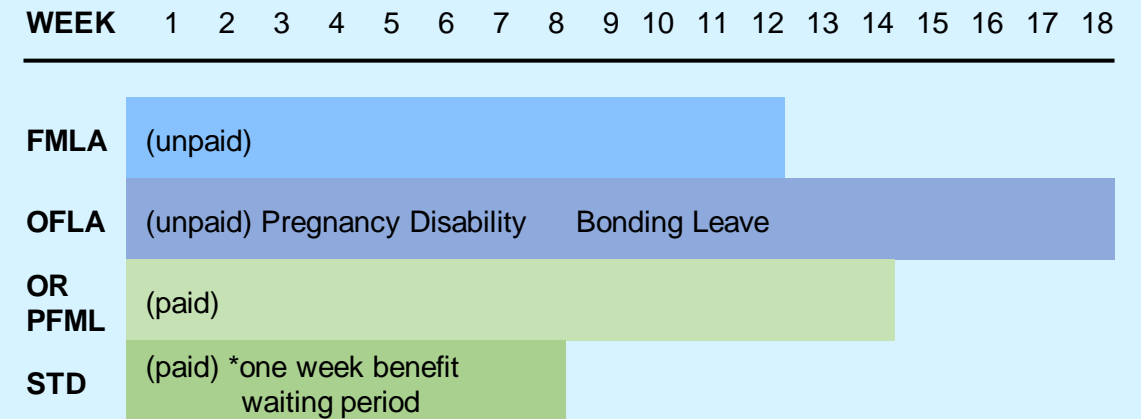 WEEK 1 2 3 4 5 6 7 8 9 10 11 12 13 14 15 16 17 18
FMLA (unpaid)
OFLA (unpaid) Pregnancy Disability Bonding Leave
OR
PFML
(paid)
STD
(paid) *one week benefit
waiting period